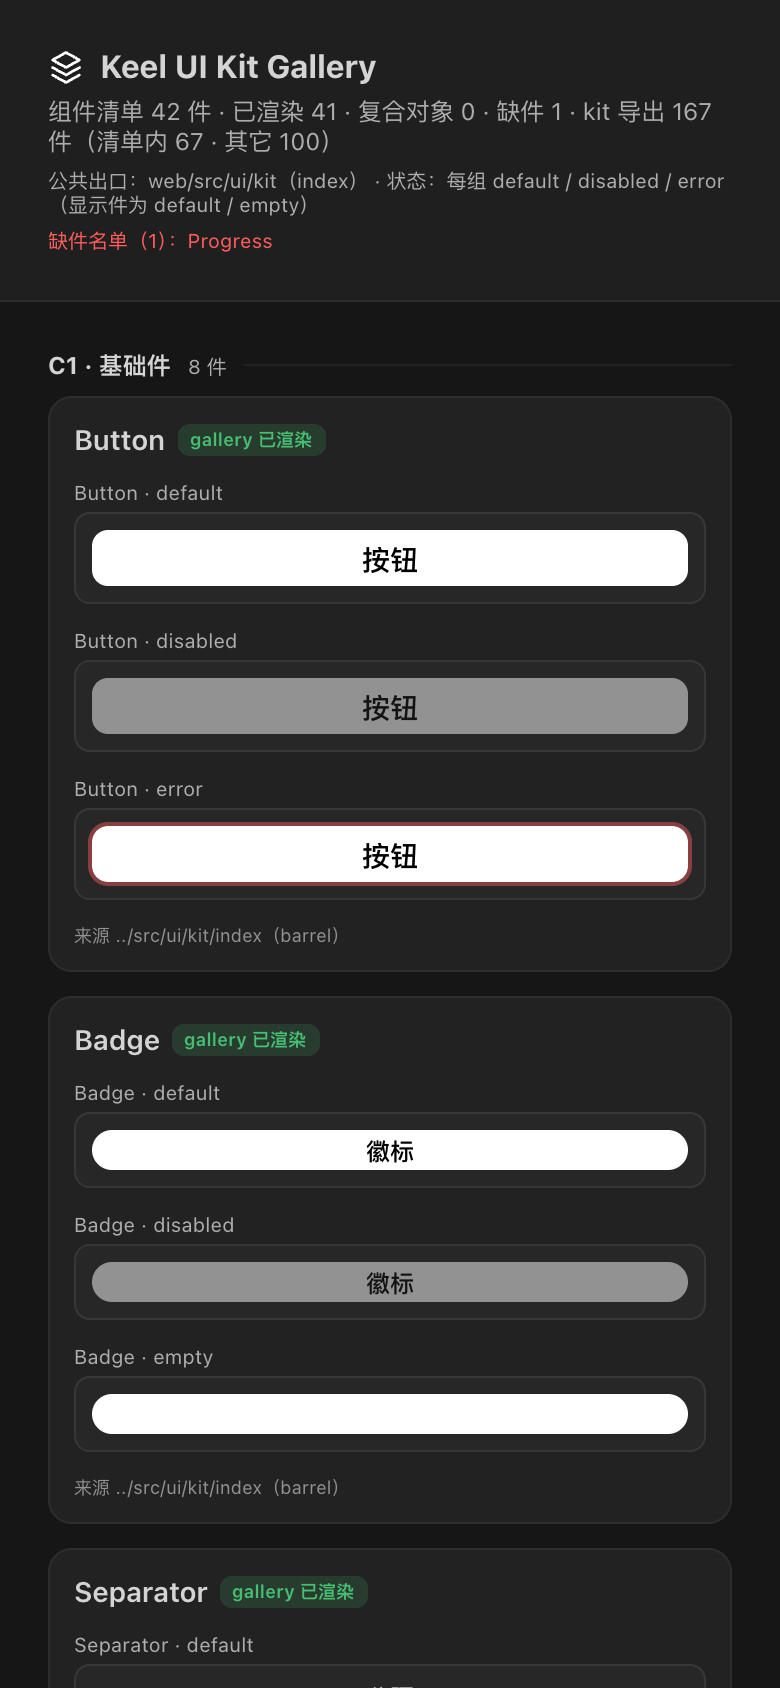 Keel UI Kit Gallery
组件清单 42 件 · 已渲染 41 · 复合对象 0 · 缺件 1 · kit 导出 167
件（清单内 67 · 其它 100）
公共出口：web/src/ui/kit（index） · 状态：每组 default / disabled / error
（显示件为 default / empty）
缺件名单（1）：Progress
C1 · 基础件 8 件
Button gallery 已渲染
Button · default
按钮
Button · disabled
按钮
Button · error
按钮
来源 ../src/ui/kit/index（barrel）
Badge gallery 已渲染
Badge · default
徽标
Badge · disabled
徽标
Badge · empty
来源 ../src/ui/kit/index（barrel）
Separator gallery 已渲染
Separator · default